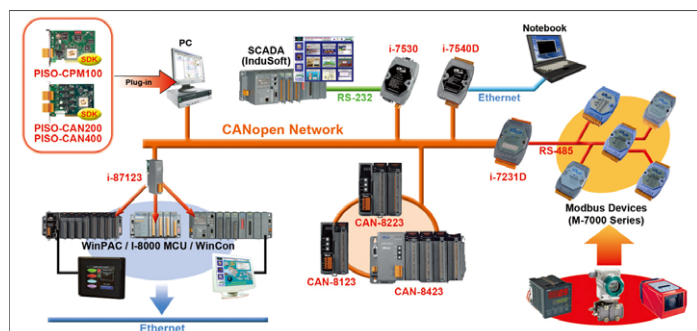 SDK
PISO-CPM100
SDK
PISO-CAN200
PISO-CAN400
Plug-in
PC
SCADA
(InduSoft)
RS-232
i-7530
i-7540D
Ethernet
Notebook
CANopen Network
i-7231D
RS-485
Modbus Devices
(M-7000 Series)
i-87123
WinPAC / I-8000 MCU / WinCon
Ethernet
CAN-8223
CAN-8123
CAN-8423